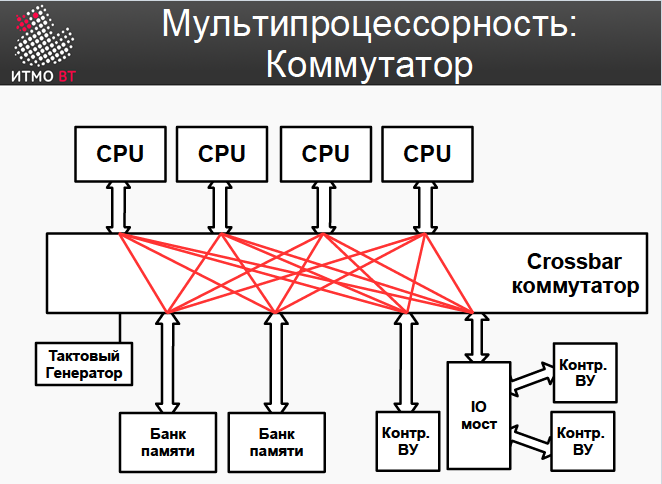 Мультипроцессорность:
Коммутатор
ИТМО ВТ
CPU
CPU
CPU
CPU
Crossbar
коммутатор
Тактовый
Генератор
Банк
памяти
Банк
памяти
Контр.
ВУ
IO
мост
Контр.
ВУ
Контр.
ВУ